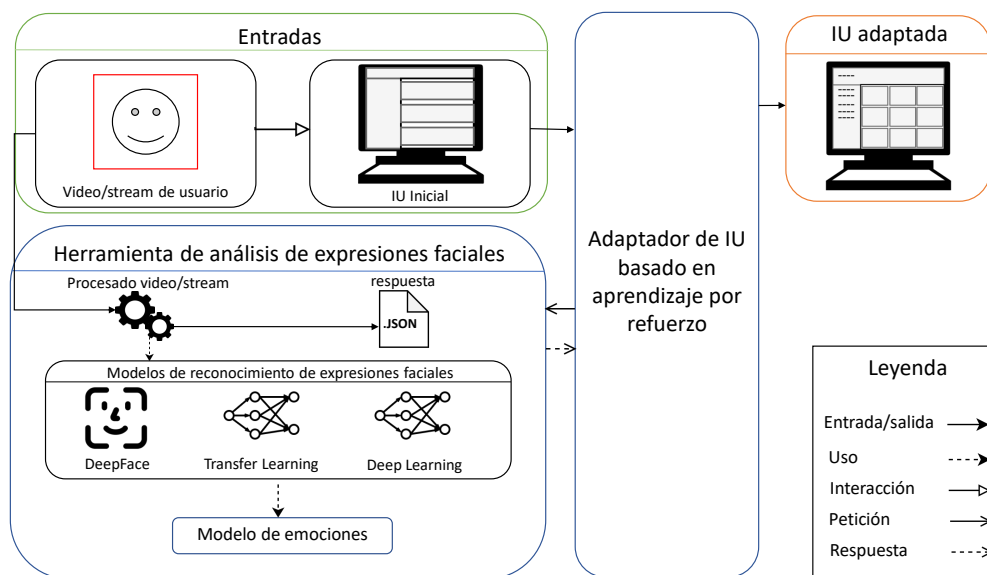 Entradas
Video/stream de usuario
IU Inicial
IU adaptada
Adaptador de IU
basado en
aprendizaje por
refuerzo
Herramienta de análisis de expresiones faciales
Procesado video/stream
respuesta
.JSON
Modelos de reconocimiento de expresiones faciales
DeepFace
Transfer Learning
Deep Learning
Modelo de emociones
Leyenda
Entrada/salida
Uso
Interacción
Petición
Respuesta